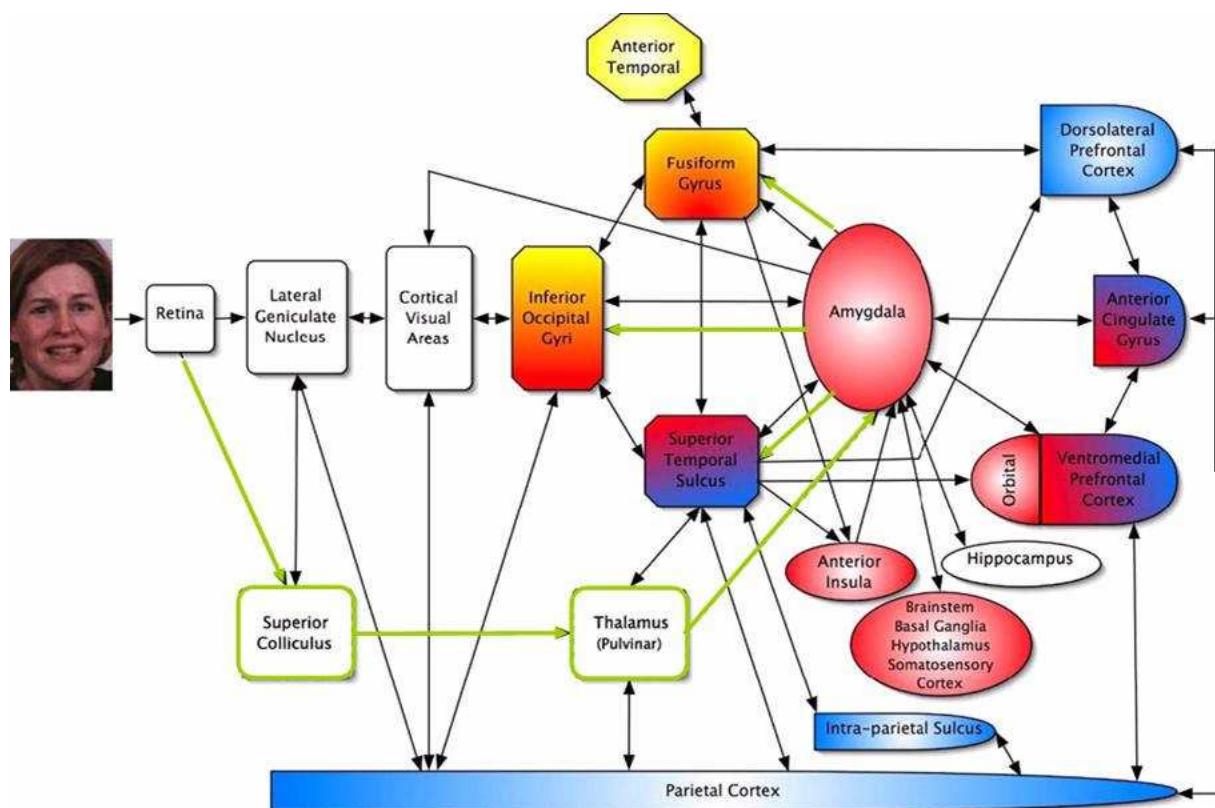 Anterior
Temporal
Fusiform
Gyrus
Dorsolateral
Prefrontal
Cortex
Retina
Lateral
Geniculate
Nucleus
Cortical
Visual
Areas
Inferior
Occipital
Gyri
Amygdala
Anterior
Cingulate
Gyrus
Superior
Temporal
Sulcus
Orbital
Ventromedial
Prefrontal
Cortex
Hippocampus
Anterior
Insula
Brainstem
Basal Ganglia
Hypothalamus
Somatosensory
Cortex
Superior
Colliculus
Thalamus
(Pulvinar)
Intra-parietal Sulcus
Parietal Cortex